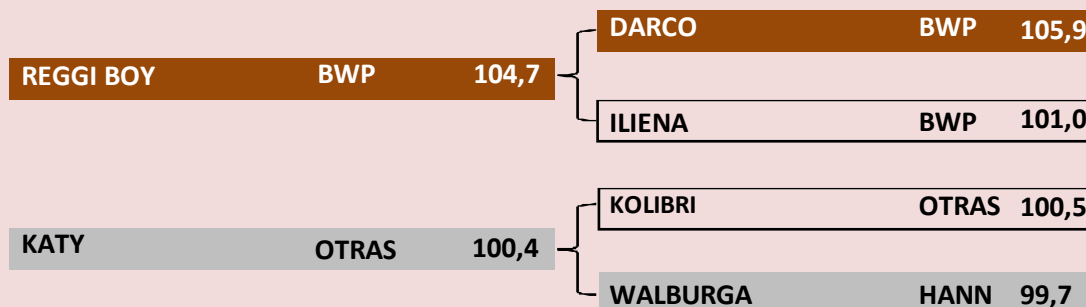 DARCO BWP 105,9
REGGI BOY BWP 104,7
ILIENA BWP 101,0
KOLIBRI OTRAS 100,5
KATY OTRAS 100,4
WALBURGA HANN 99,7